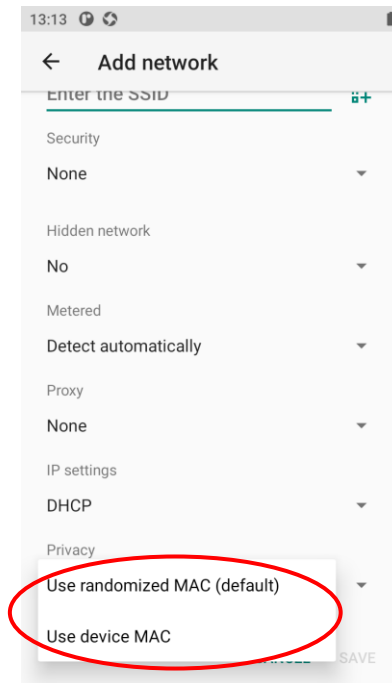 13:13
Add network
Enter the SSID
Security
None
Hidden network
No
Metered
Detect automatically
Proxy
None
IP settings
DHCP
Privacy
Use randomized MAC (default)
Use device MAC
CANCEL SAVE